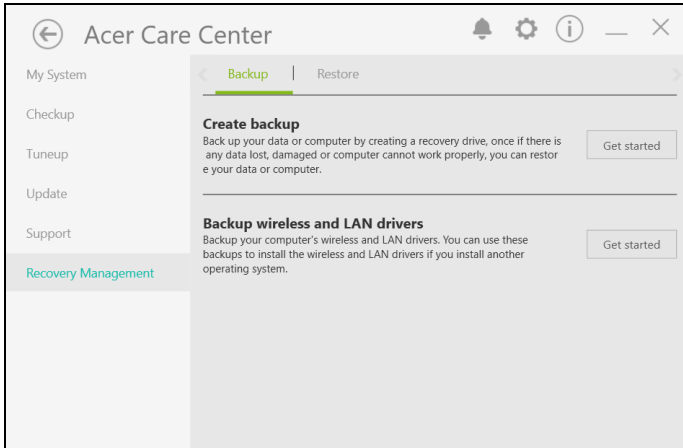 Acer Care Center
My System
Checkup
Tuneup
Update
Support
Recovery Management
Backup | Restore
Create backup
Back up your data or computer by creating a recovery drive, once if there is
any data lost, damaged or computer cannot work properly, you can restor
e your data or computer.
Get started
Backup wireless and LAN drivers
Backup your computer's wireless and LAN drivers. You can use these
backups to install the wireless and LAN drivers if you install another
operating system.
Get started